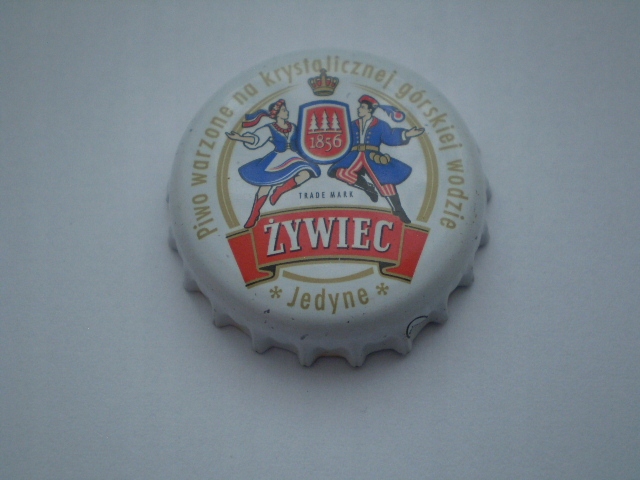 Piwo warzone na krystalicznej górskiej wodzie
1856
TRADE MARK
ŻYWIEC
* Jedyne *